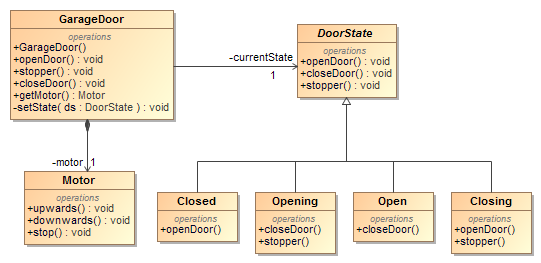 GarageDoor
operations
+GarageDoor()
+openDoor() : void
+stopper() : void
+closeDoor() : void
+getMotor() : Motor
-setState( ds : DoorState ) : void
-currentState
1
DoorState
operations
+openDoor() : void
+closeDoor() : void
+stopper() : void
-motor 1
Motor
operations
+upwards() : void
+downwards() : void
+stop() : void
Closed
operations
+openDoor()
Opening
operations
+closeDoor()
+stopper()
Open
operations
+closeDoor()
Closing
operations
+openDoor()
+stopper()